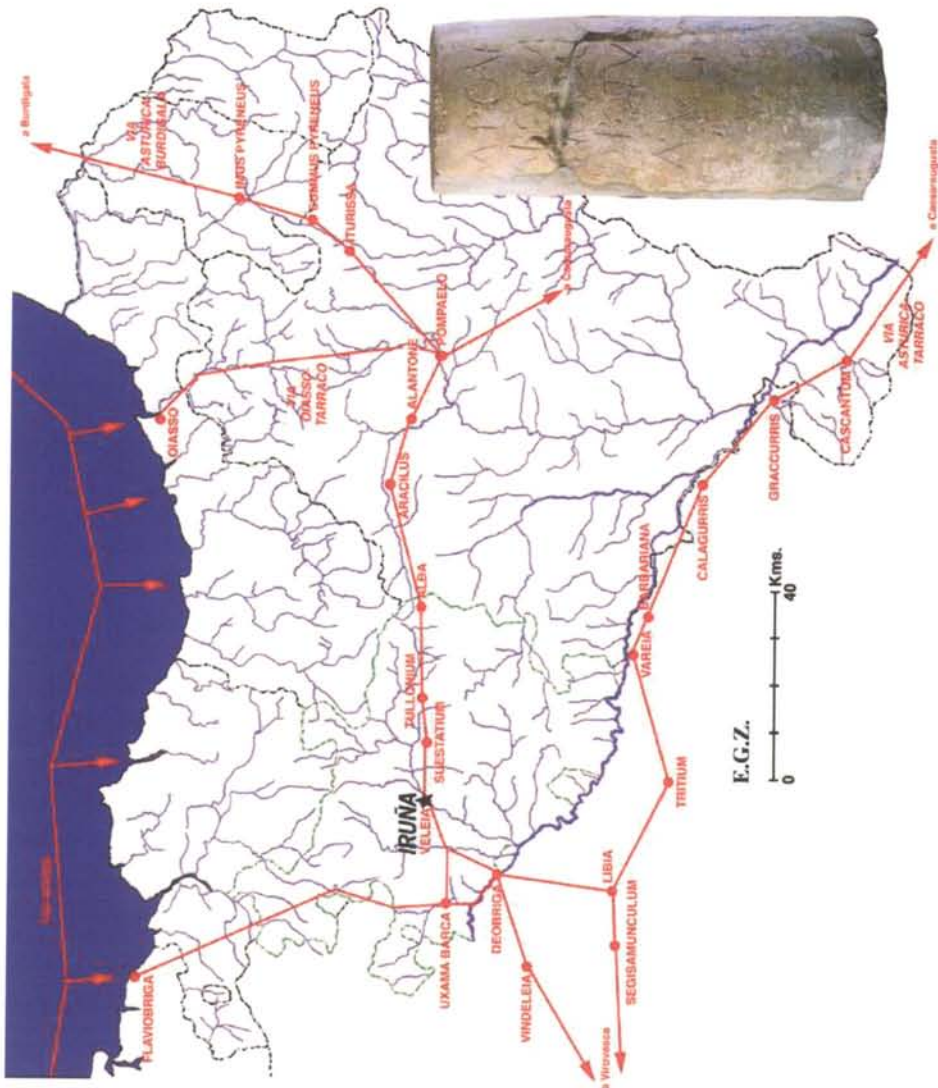 a Burdigala
VIA
ASTURICA
BURDIGALA
IMUS PYRENEUS
SUMMUS PYRENEUS
ITURISSA
OIASSO
VIA
OIASSO
TARRACO
POMPAELO
ALANTONE
ARACILUS
ALBA
TULLONIUM
SUESTATIUM
IRUÑA
VELEIA
FLAVIOBRIGA
UXAMA BARCA
DEOBRIGA
VINDELEIA
a Virovesca
LIBIA
SEGISAMUNCULUM
TRITIUM
VAREIA
BARBARIANA
CALAGURRIS
GRACCURRIS
CASCANTUM
VIA
ASTURICA
TARRACO
a Caesaraugusta
a Caesaraugusta
E.G.Z.
0 40 Kms.